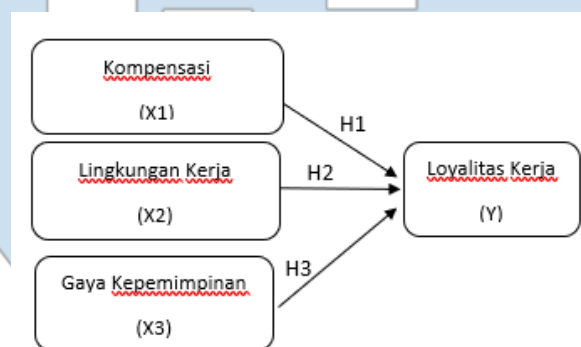 Kompensasi
(X1)
H1
Lingkungan Kerja
(X2)
H2
Loyalitas Kerja
(Y)
Gaya Kepemimpinan
(X3)
H3